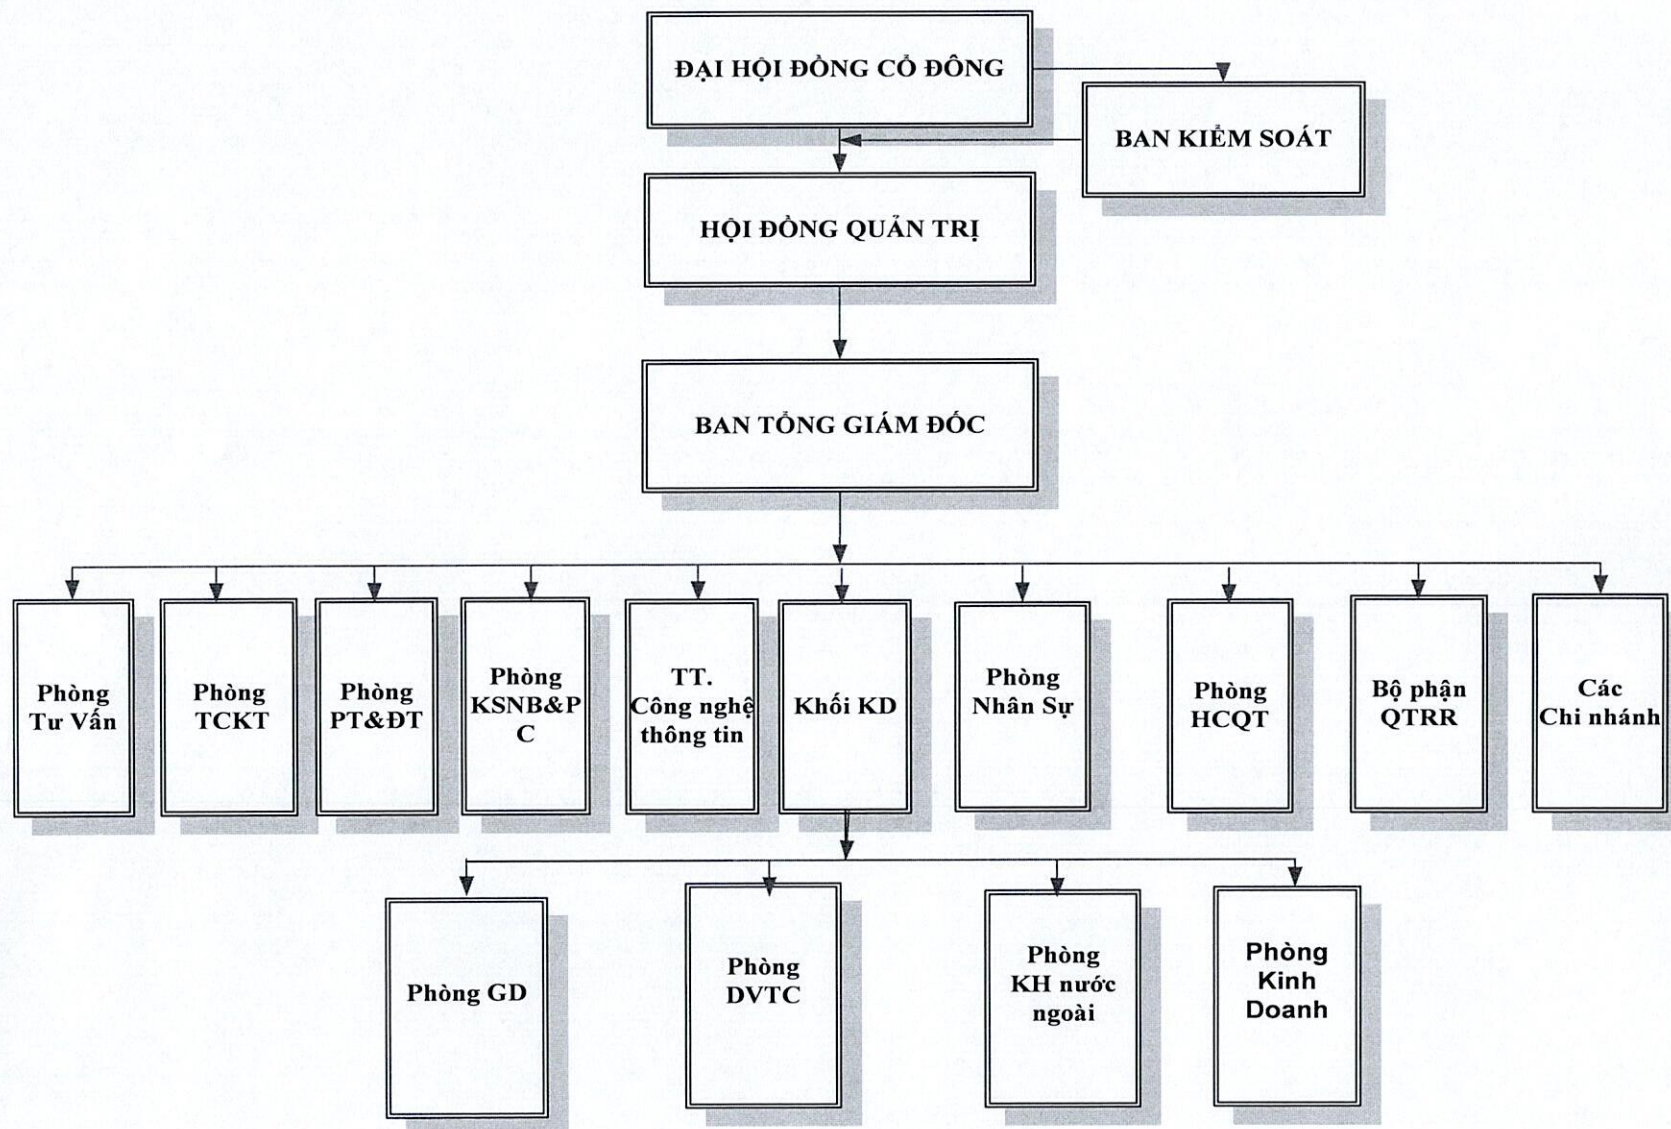 ĐẠI HỘI ĐỒNG CỔ ĐÔNG
BAN KIỂM SOÁT
HỘI ĐỒNG QUẢN TRỊ
BAN TỔNG GIÁM ĐỐC
Phòng
Tư Vấn
Phòng
TCKT
Phòng
PT&ĐT
Phòng
KSNB&P
C
TT.
Công nghệ
thông tin
Khối KD
Phòng
Nhân Sự
Phòng
HCQT
Bộ phận
QTRR
Các
Chi nhánh
Phòng GD
Phòng
DVTC
Phòng
KH nước
ngoài
Phòng
Kinh
Doanh